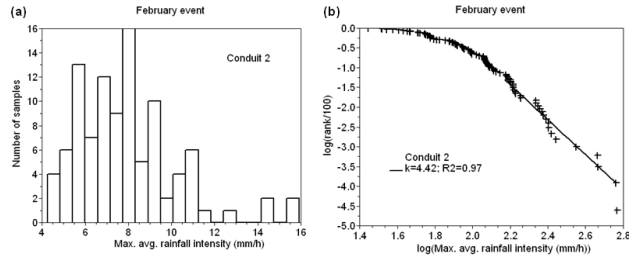 (a)
February event
Conduit 2
Number of samples
16
14
12
10
8
6
4
2
0
4 6 8 10 12 14 16
Max. avg. rainfall intensity (mm/h)
(b)
February event
log(rank/100)
0.0
-0.5
-1.0
-1.5
-2.0
-2.5
-3.0
-3.5
-4.0
-4.5
-5.0
Conduit 2
k=4.42; R2=0.97
1.4 1.6 1.8 2.0 2.2 2.4 2.6 2.8
log(Max. avg. rainfall intensity (mm/h))